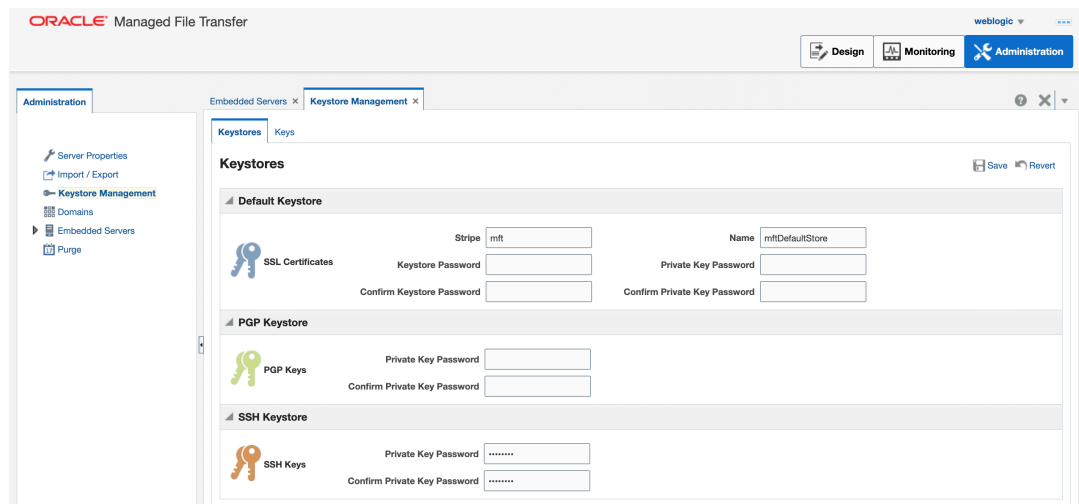 ORACLE® Managed File Transfer
weblogic
Design
Monitoring
Administration
Administration
Embedded Servers ×
Keystore Management ×
Server Properties
Import / Export
Keystore Management
Domains
Embedded Servers
Purge
Keystores
Keys
Keystores
Save
Revert
Default Keystore
SSL Certificates
Stripe mft
Name mftDefaultStore
Keystore Password
Private Key Password
Confirm Keystore Password
Confirm Private Key Password
PGP Keystore
PGP Keys
Private Key Password
Confirm Private Key Password
SSH Keystore
SSH Keys
Private Key Password ••••••••
Confirm Private Key Password ••••••••